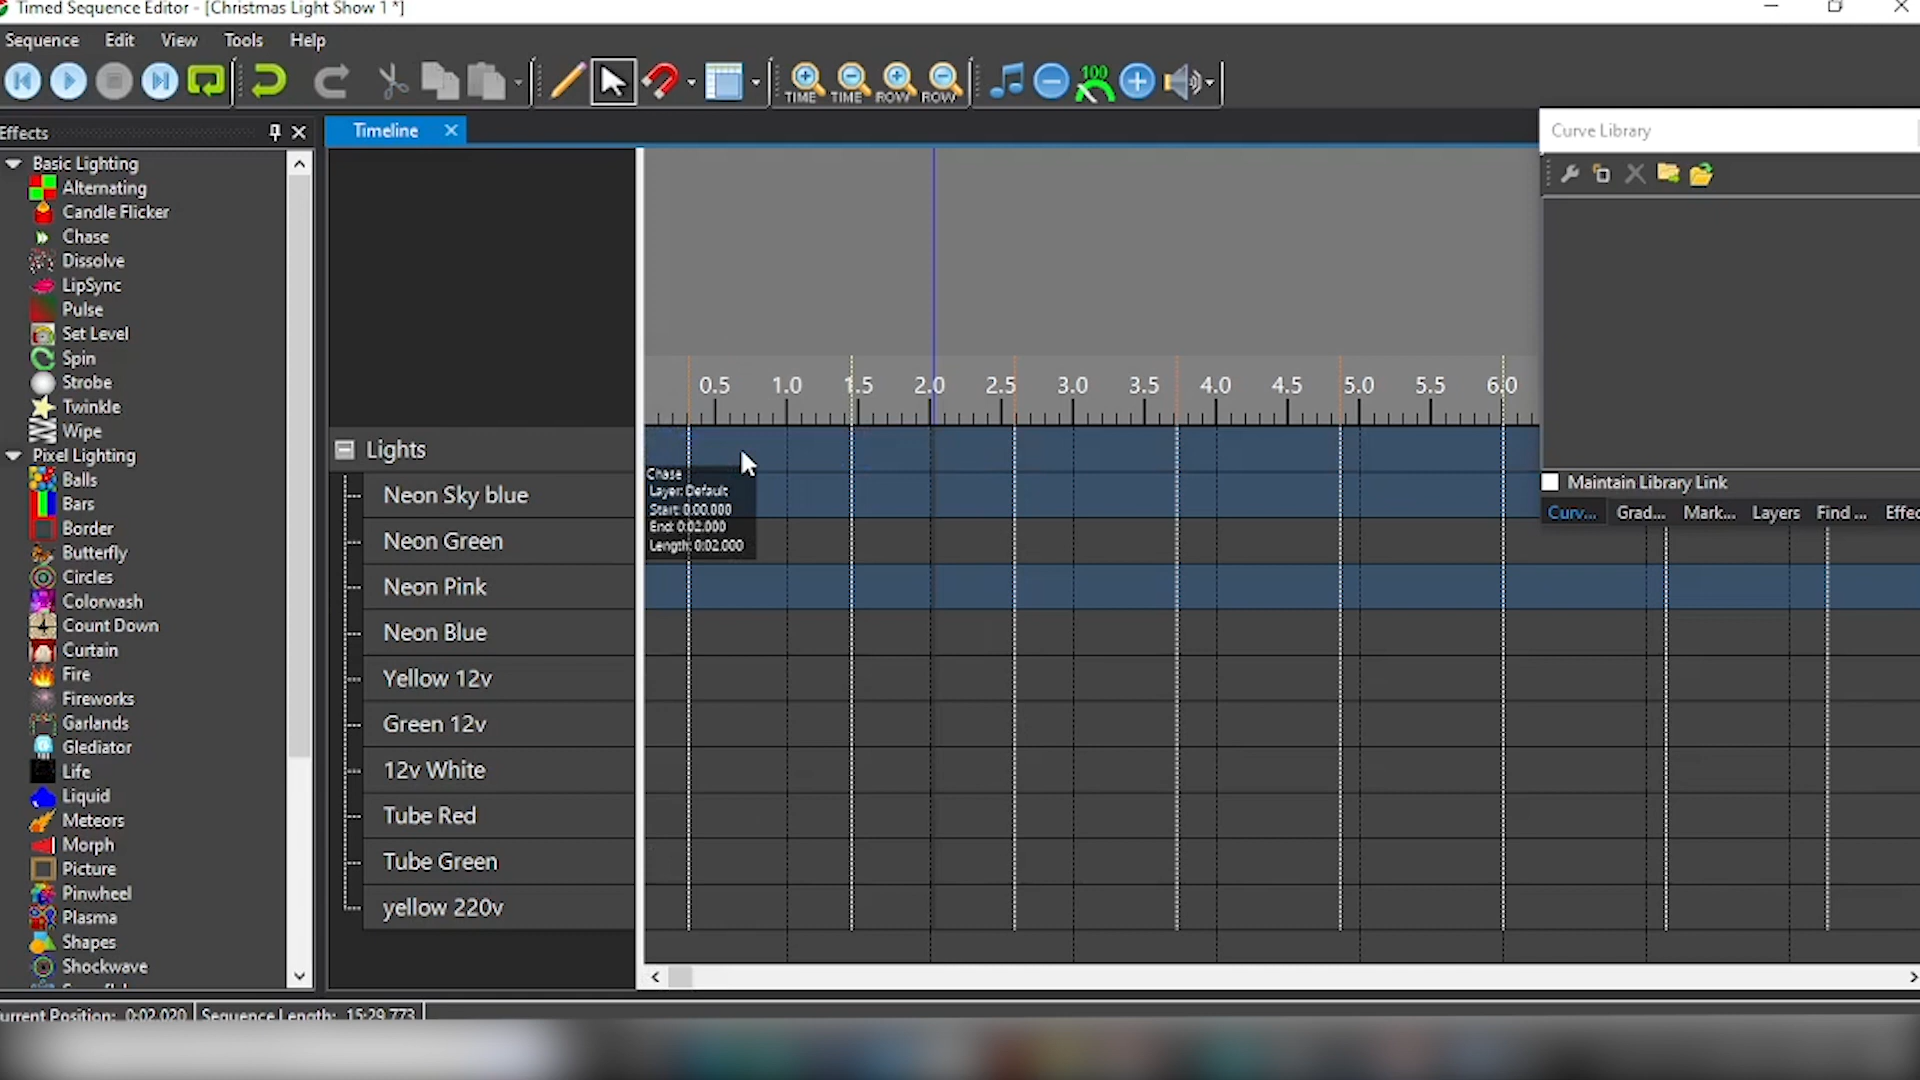 Timed Sequence Editor - [Christmas Light Show 1 *]
Sequence Edit View Tools Help
TIME TIME ROW ROW 100
Effects
Timeline
Curve Library
Basic Lighting
Alternating
Candle Flicker
Chase
Dissolve
LipSync
Pulse
Set Level
Spin
Strobe
Twinkle
Wipe
Pixel Lighting
Balls
Bars
Border
Butterfly
Circles
Colorwash
Count Down
Curtain
Fire
Fireworks
Garlands
Glediator
Life
Liquid
Meteors
Morph
Picture
Pinwheel
Plasma
Shapes
Shockwave
0.5 1.0 1.5 2.0 2.5 3.0 3.5 4.0 4.5 5.0 5.5 6.0
Lights
Neon Sky blue
Neon Green
Neon Pink
Neon Blue
Yellow 12v
Green 12v
12v White
Tube Red
Tube Green
yellow 220v
Chase
Layer: Default
Start: 0:00.000
End: 0:02.000
Length: 0:02.000
Maintain Library Link
Curv... Grad... Mark... Layers Find ... Effec
urrent Position: 0:02.020 Sequence Length: 15:29.773